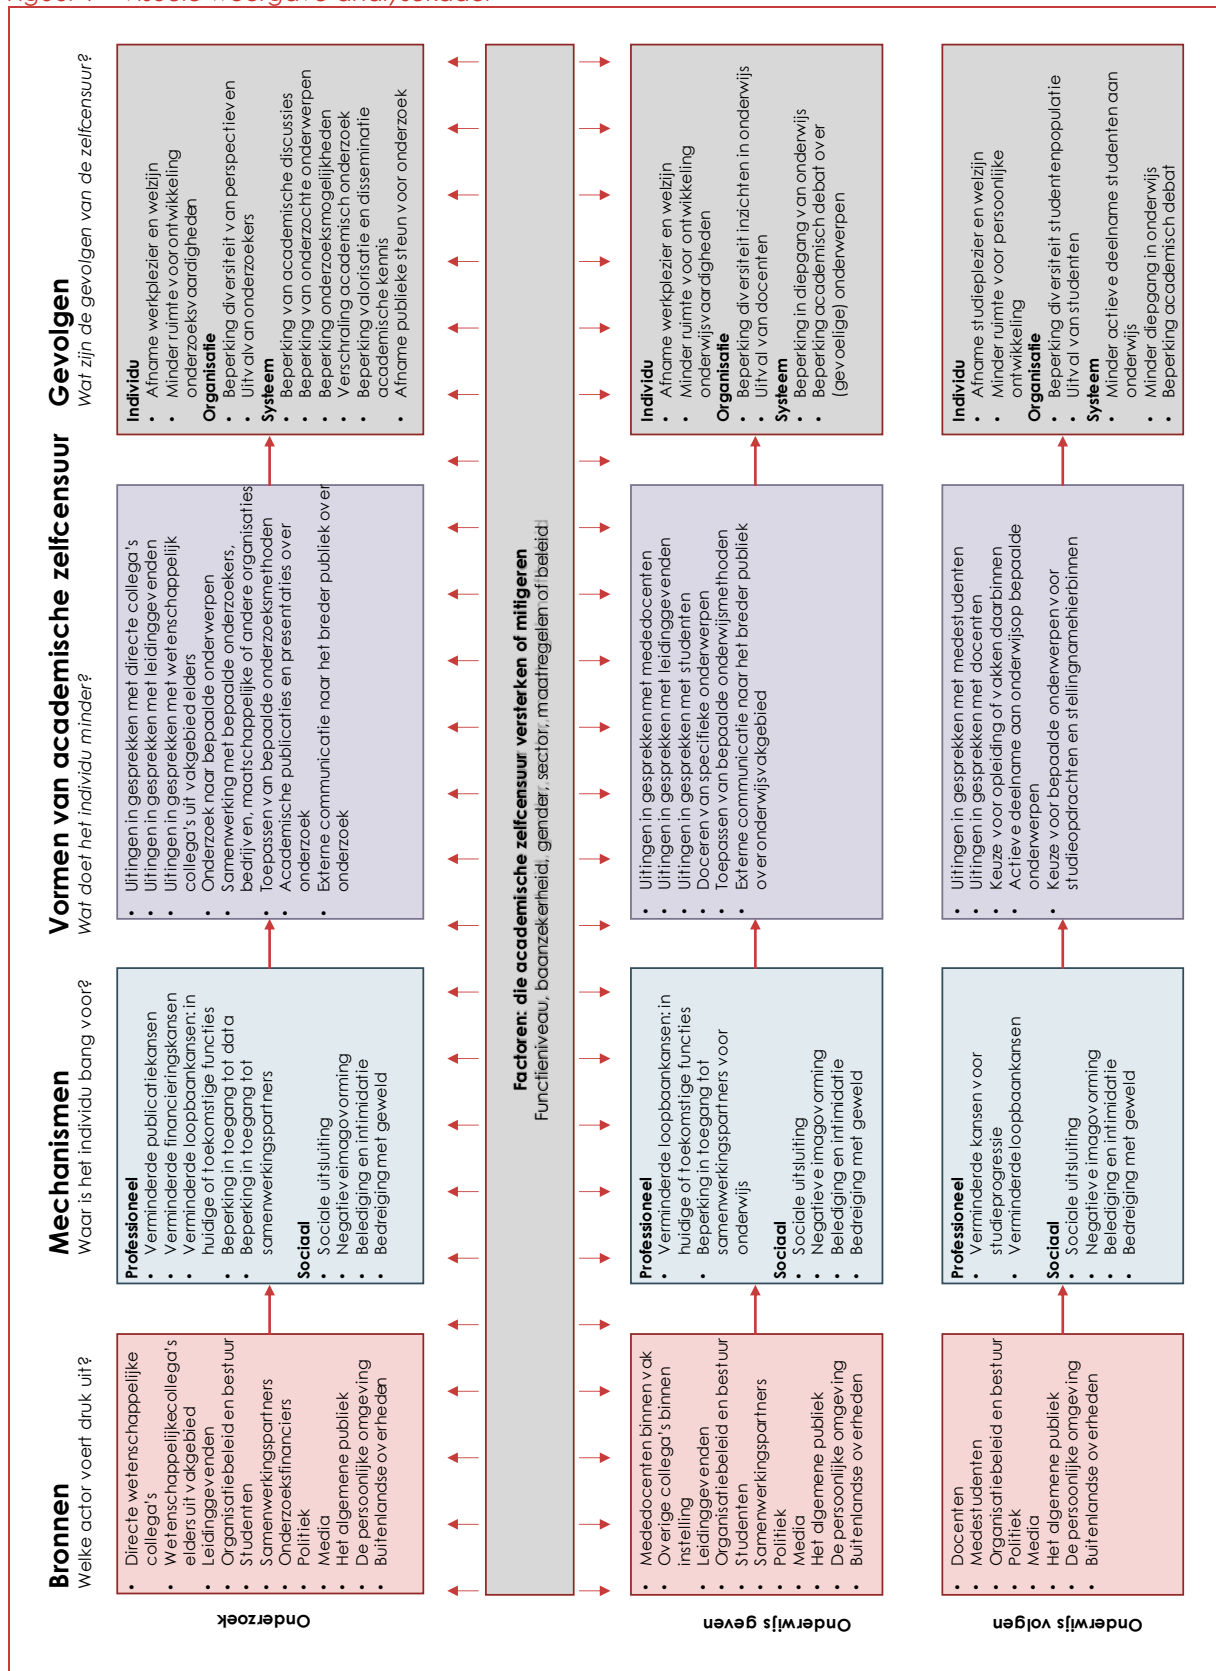 Bronnen
Welke actor voert druk uit?
Mechanismen
Waar is het individu bang voor?
Vormen van academische zelfcensuur
Wat doet het individu minder?
Gevolgen
Wat zijn de gevolgen van de zelfcensuur?
Onderzoek
• Directe wetenschappelijke
collega's
• Wetenschappelijkecollega's
elders uit vakgebied
• Leidinggevenden
• Organisatiebeleid en bestuur
• Studenten
• Samenwerkingspartners
• Onderzoeksfinanciers
• Politiek
• Media
• Het algemene publiek
• De persoonlijke omgeving
• Buitenlandse overheden
Professioneel
• Verminderde publicatiekansen
• Verminderde financieringskansen
• Verminderde loopbaankansen: in
huidige of toekomstige functies
• Beperking in toegang tot data
• Beperking in toegang tot
samenwerkingspartners
Sociaal
• Sociale uitsluiting
• Negatieve imagovorming
• Belediging en intimidatie
• Bedreiging met geweld
• Uitingen in gesprekken met directe collega's
• Uitingen in gesprekken met leidinggevenden
• Uitingen in gesprekken met wetenschappelijk
collega's uit vakgebied elders
• Onderzoek naar bepaalde onderwerpen
• Samenwerking met bepaalde onderzoekers,
bedrijven, maatschappelijke of andere organisaties
• Toepassen van bepaalde onderzoeksmethoden
• Academische publicaties en presentaties over
onderzoek
• Externe communicatie naar het breder publiek over
onderzoek
Individu
• Afname werkplezier en welzijn
• Minder ruimte voor ontwikkeling
onderzoeksvaardigheden
Organisatie
• Beperking diversiteit van perspectieven
• Uitval van onderzoekers
Systeem
• Beperking van academische discussies
• Beperking van onderzochte onderwerpen
• Beperking onderzoeksmogelijkheden
• Verschraling academisch onderzoek
• Beperking valorisatie en disseminatie
academische kennis
• Afname publieke steun voor onderzoek
Factoren: die academische zelfcensuur versterken of mitigeren
Functieniveau, baanzekerheid, gender, sector, maatregelen of beleid
Onderwijs geven
• Mededocenten binnen vak
• Overige collega's binnen
instelling
• Leidinggevenden
• Organisatiebeleid en bestuur
• Studenten
• Samenwerkingspartners
• Politiek
• Media
• Het algemene publiek
• De persoonlijke omgeving
• Buitenlandse overheden
Professioneel
• Verminderde loopbaankansen: in
huidige of toekomstige functies
• Beperking in toegang tot
samenwerkingspartners voor
onderwijs
Sociaal
• Sociale uitsluiting
• Negatieve imagovorming
• Belediging en intimidatie
• Bedreiging met geweld
• Uitingen in gesprekken met mededocenten
• Uitingen in gesprekken met leidinggevenden
• Uitingen in gesprekken met studenten
• Doceren van specifieke onderwerpen
• Toepassen van bepaalde onderwijsmethoden
• Externe communicatie naar het breder publiek
over onderwijsvakgebied
Individu
• Afname werkplezier en welzijn
• Minder ruimte voor ontwikkeling
onderwijsvaardigheden
Organisatie
• Beperking diversiteit inzichten in onderwijs
• Uitval van docenten
Systeem
• Beperking in diepgang van onderwijs
• Beperking academisch debat over
(gevoelige) onderwerpen
Onderwijs volgen
• Docenten
• Medestudenten
• Organisatiebeleid en bestuur
• Politiek
• Media
• Het algemene publiek
• De persoonlijke omgeving
• Buitenlandse overheden
Professioneel
• Verminderde kansen voor
studieprogressie
• Verminderde loopbaankansen
Sociaal
• Sociale uitsluiting
• Negatieve imagovorming
• Belediging en intimidatie
• Bedreiging met geweld
• Uitingen in gesprekken met medestudenten
• Uitingen in gesprekken met docenten
• Keuze voor opleiding of vakken daarbinnen
• Actieve deelname aan onderwijsop bepaalde
onderwerpen
• Keuze voor bepaalde onderwerpen voor
studieopdrachten en stellingnamehierbinnen
Individu
• Afname studieplezier en welzijn
• Minder ruimte voor persoonlijke
ontwikkeling
Organisatie
• Beperking diversiteit studentenpopulatie
• Uitval van studenten
Systeem
• Minder actieve deelname studenten aan
onderwijs
• Minder diepgang in onderwijs
• Beperking academisch debat